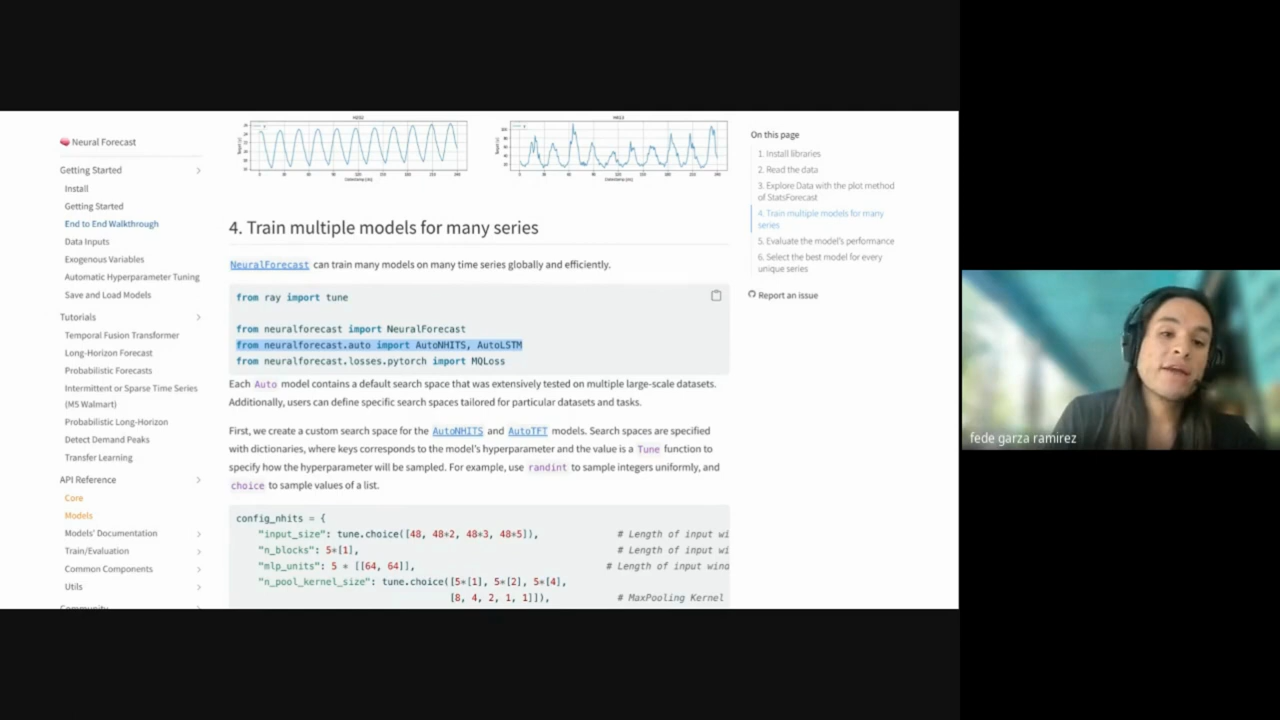 Neural Forecast
Getting Started
Install
Getting Started
End to End Walkthrough
Data Inputs
Exogenous Variables
Automatic Hyperparameter Tuning
Save and Load Models
Tutorials
Temporal Fusion Transformer
Long-Horizon Forecast
Probabilistic Forecasts
Intermittent or Sparse Time Series
(M5 Walmart)
Probabilistic Long-Horizon
Detect Demand Peaks
Transfer Learning
API Reference
Core
Models
Models' Documentation
Train/Evaluation
Common Components
Utils
4. Train multiple models for many series
NeuralForecast can train many models on many time series globally and efficiently.
from ray import tune
from neuralforecast import NeuralForecast
from neuralforecast.auto import AutoNHITS, AutoLSTM
from neuralforecast.losses.pytorch import MQLoss
Each Auto model contains a default search space that was extensively tested on multiple large-scale datasets.
Additionally, users can define specific search spaces tailored for particular datasets and tasks.
First, we create a custom search space for the AutoNHITS and AutoTFT models. Search spaces are specified
with dictionaries, where keys corresponds to the model's hyperparameter and the value is a Tune function to
specify how the hyperparameter will be sampled. For example, use randint to sample integers uniformly, and
choice to sample values of a list.
config_nhits = {
"input_size": tune.choice([48, 48*2, 48*3, 48*5]), # Length of input wi
"n_blocks": 5*[1], # Length of input wi
"mlp_units": 5 * [[64, 64]], # Length of input wind
"n_pool_kernel_size": tune.choice([5*[1], 5*[2], 5*[4],
[8, 4, 2, 1, 1]]), # MaxPooling Kernel
On this page
1. Install libraries
2. Read the data
3. Explore Data with the plot method
of StatsForecast
4. Train multiple models for many
series
5. Evaluate the model's performance
6. Select the best model for every
unique series
Report an issue
fede garza ramirez